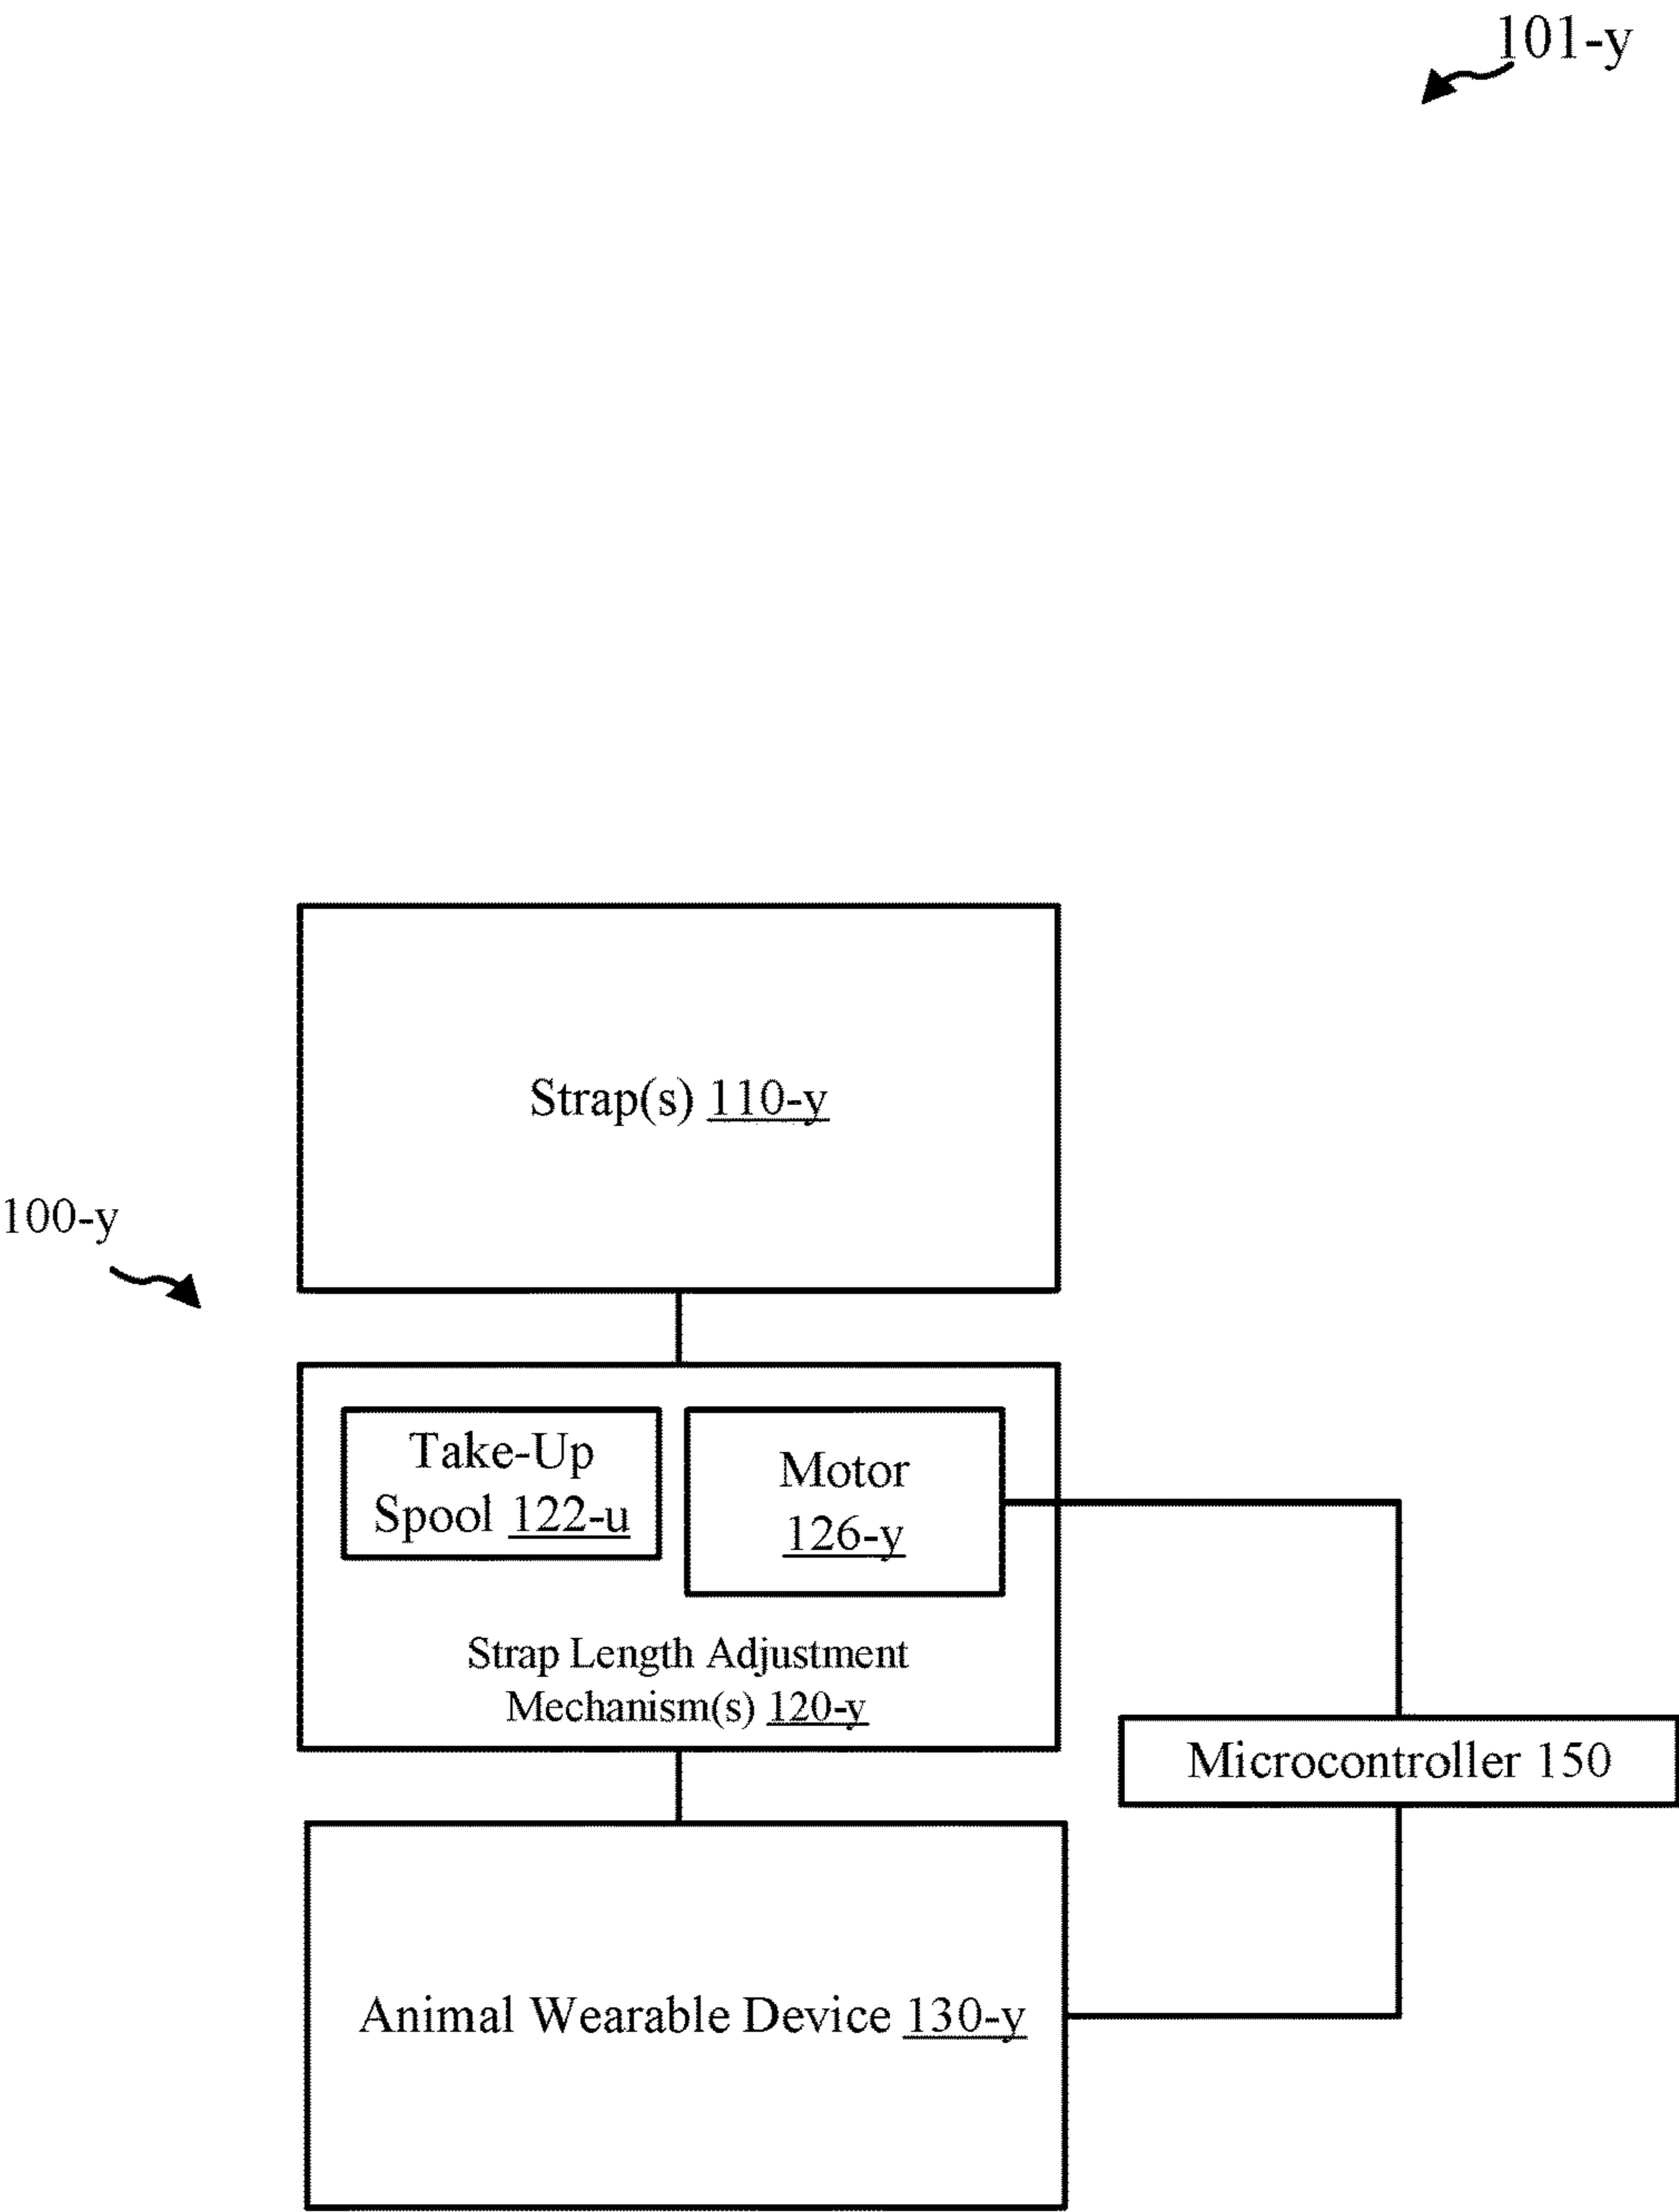 101-y
Strap(s) 110-y
100-y
Take-Up
Spool 122-u
Motor
126-y
Strap Length Adjustment
Mechanism(s) 120-y
Microcontroller 150
Animal Wearable Device 130-y